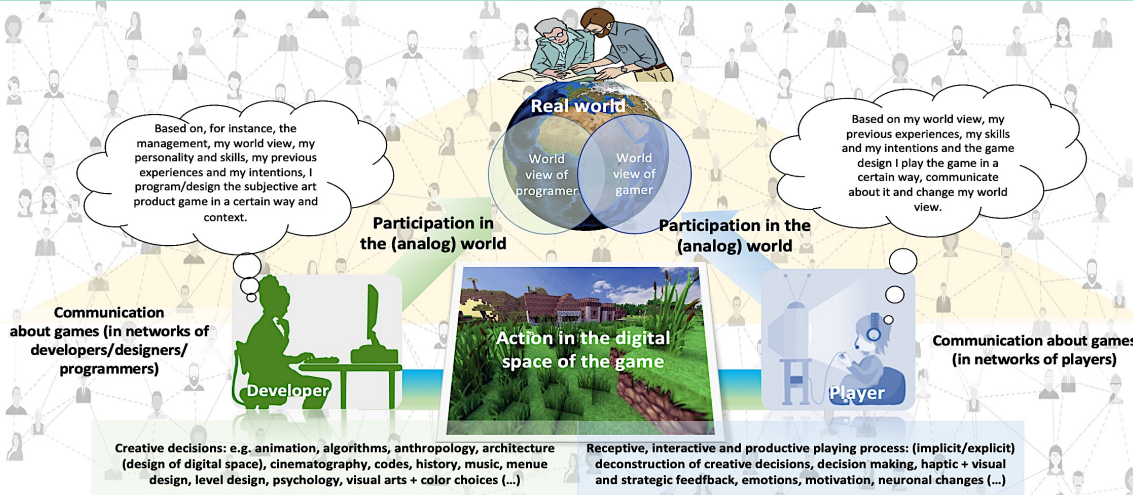 Real world
World
view of
programer
World
view of
gamer
Based on, for instance, the
management, my world view, my
personality and skills, my previous
experiences and my intentions, I
program/design the subjective art
product game in a certain way and
context.
Based on my world view, my
previous experiences, my skills
and my intentions and the game
design I play the game in a
certain way, communicate
about it and change my world
view.
Participation in
the (analog) world
Participation in the
(analog) world
Communication
about games (in networks of
developers/designers/
programmers)
Developer
Action in the digital
space of the game
Player
Communication about games
(in networks of players)
Creative decisions: e.g. animation, algorithms, anthropology, architecture
(design of digital space), cinematography, codes, history, music, menue
design, level design, psychology, visual arts + color choices (…)
Receptive, interactive and productive playing process: (implicit/explicit)
deconstruction of creative decisions, decision making, haptic + visual
and strategic feedfback, emotions, motivation, neuronal changes (…)